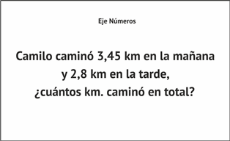 Eje Números
Camilo caminó 3,45 km en la mañana
y 2,8 km en la tarde,
¿cuántos km. caminó en total?